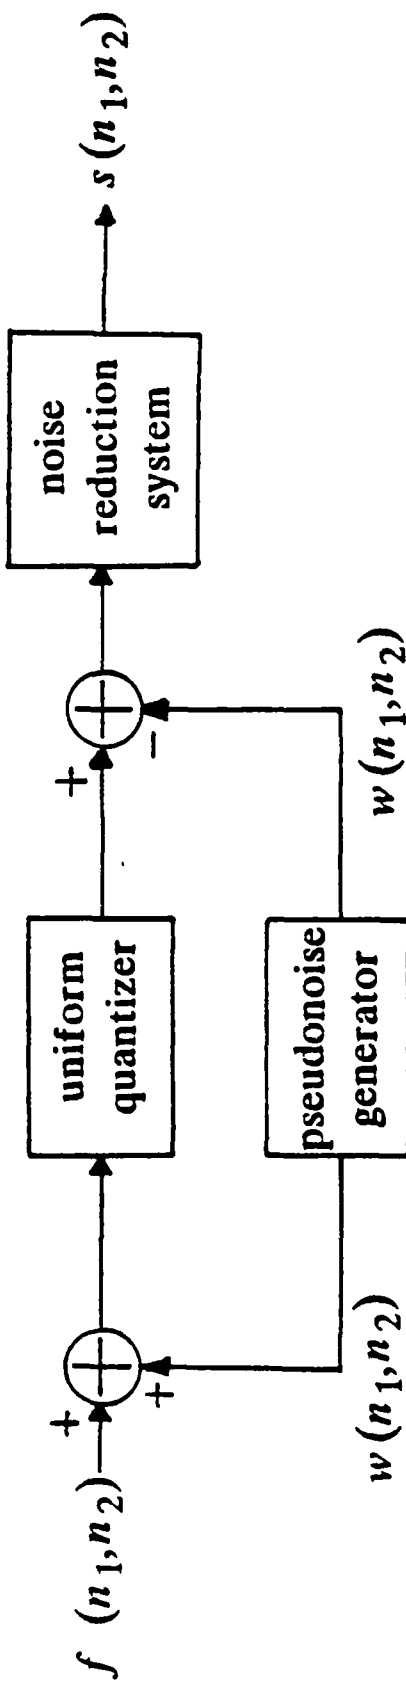 f (n1,n2)
+
+
uniform
quantizer
+
-
noise
reduction
system
s(n1,n2)
w(n1,n2)
pseudonoise
generator
w(n1,n2)